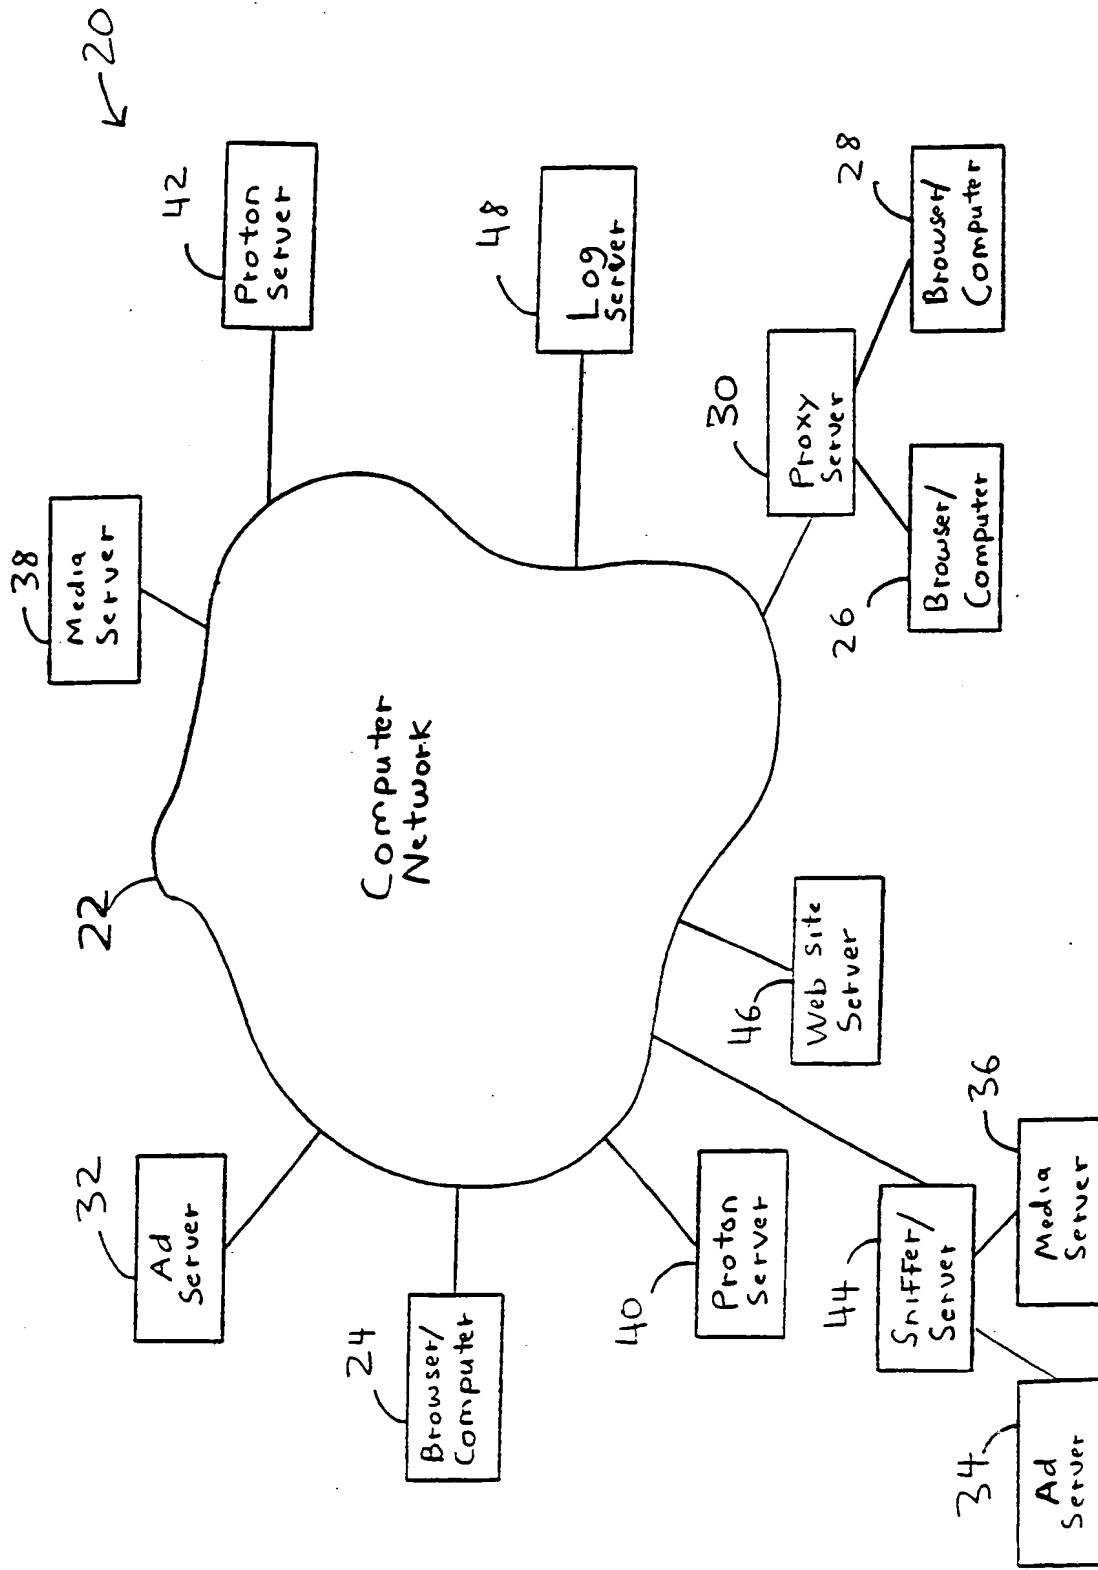 20
22
Computer
Network
32
Ad
Server
38
Media
Server
42
Proton
Server
24
Browser/
Computer
48
Log
Server
40
Proton
Server
46
Web site
Server
30
Proxy
Server
44
Sniffer/
Server
26
Browser/
Computer
28
Browser/
Computer
34
Ad
Server
36
Media
Server